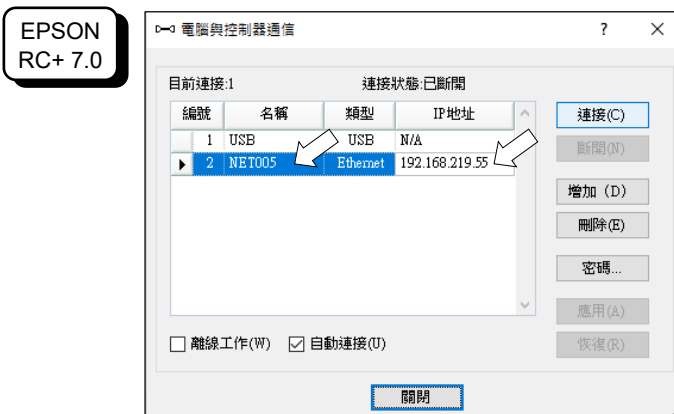 EPSON
RC+ 7.0
電腦與控制器通信
?
目前連接:1 連接狀態:已斷開
編號 名稱 類型 IP地址
1 USB USB N/A
2 NET005 Ethernet 192.168.219.55
連接(C)
斷開(N)
增加（D）
刪除(E)
密碼...
應用(A)
恢復(R)
離線工作(W) 自動連接(U)
關閉